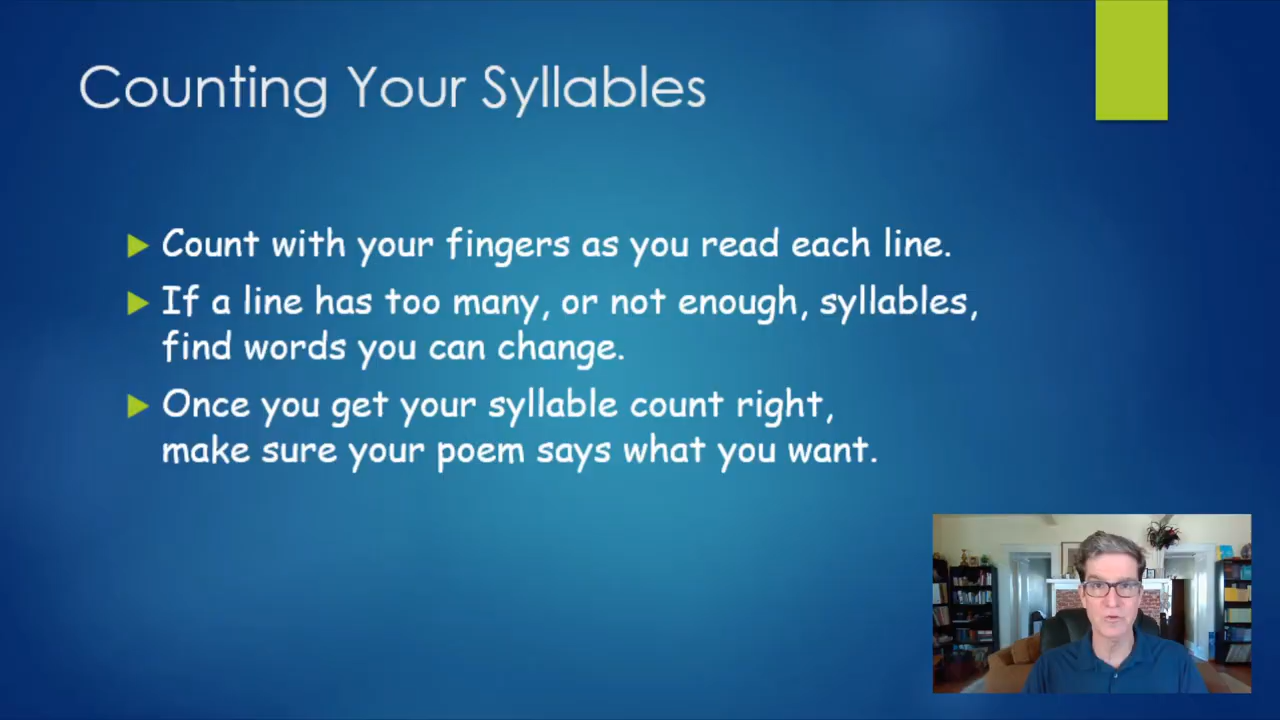 Counting Your Syllables
Count with your fingers as you read each line.
If a line has too many, or not enough, syllables,
find words you can change.
Once you get your syllable count right,
make sure your poem says what you want.